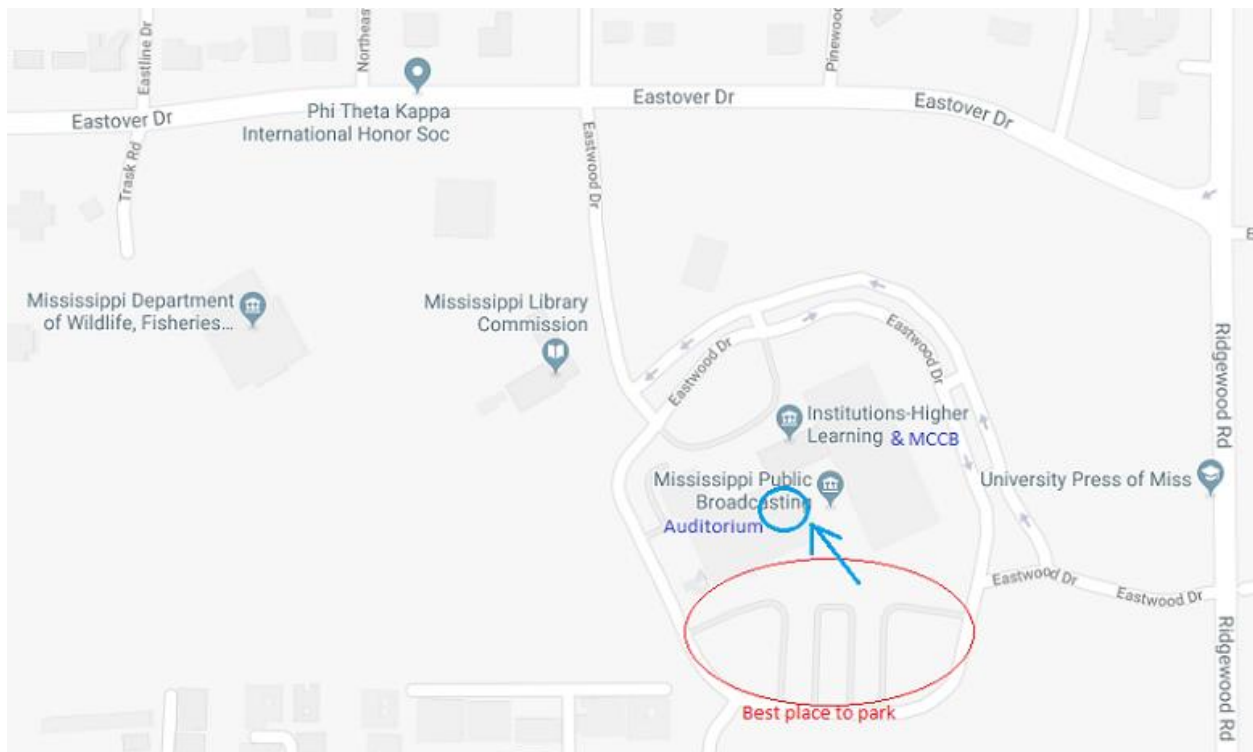 Eastline Dr
Northeas
Pinewoo
Eastover Dr
Phi Theta Kappa
International Honor Soc
Eastover Dr
Eastover Dr
Trask Rd
Eastwood Dr
E
Mississippi Department
of Wildlife, Fisheries...
Mississippi Library
Commission
Eastwood Dr
Eastwood Dr
Ridgewood Rd
Institutions-Higher
Learning & MCCB
Mississippi Public
Broadcasting
Auditorium
University Press of Miss
Eastwood Dr
Eastwood Dr
Ridgewood Rd
Best place to park